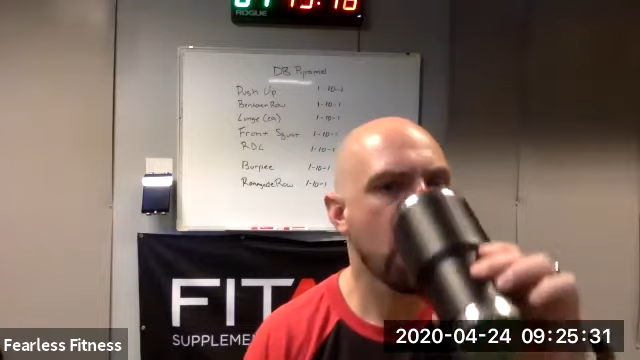 ROGUE
DB Pyramid
Push Up 1-10-1
Bentover Row 1-10-1
Lunge (ea) 1-10-1
Front Squat 1-10-1
RDL 1-10-1
Burpee 1-10-1
Renegade Row 1-10-1
FIT
SUPPLEME
Fearless Fitness
2020-04-24 09:25:31